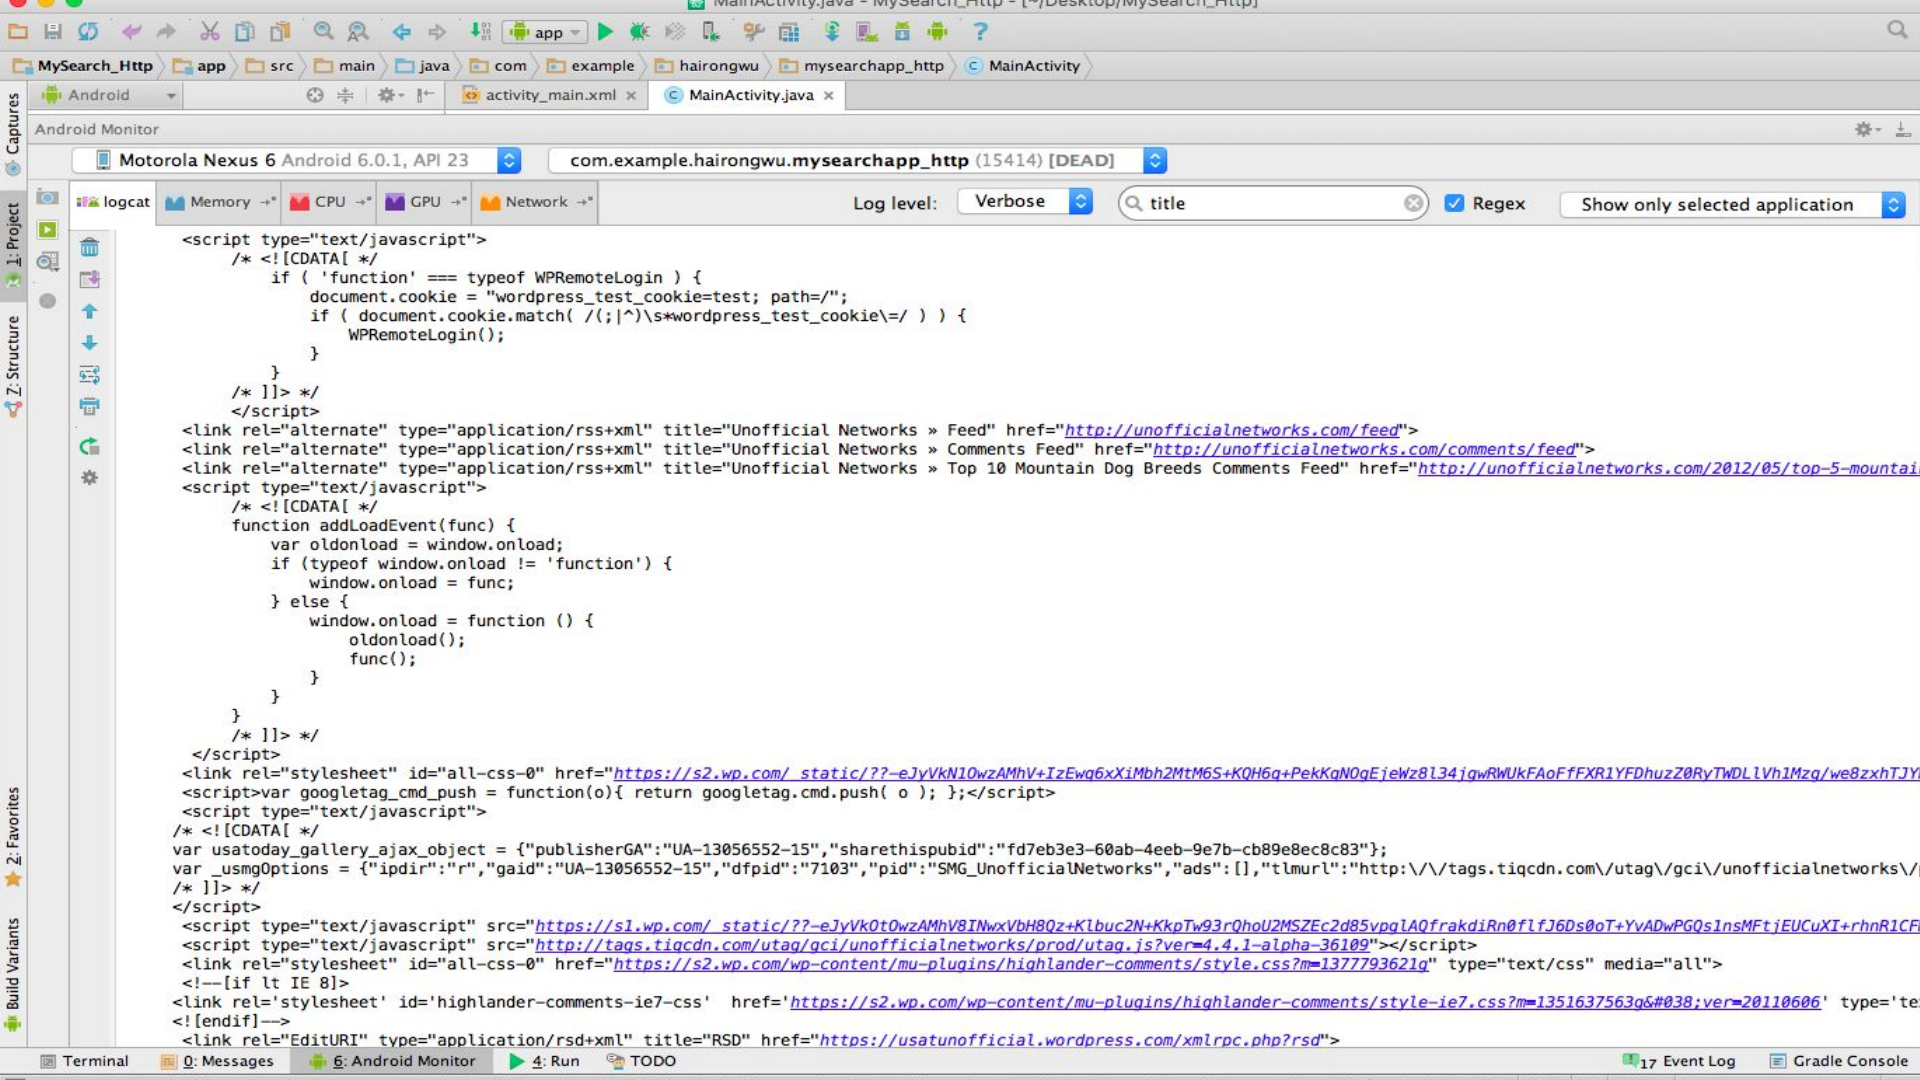 MainActivity.java - MySearch_Http - [~/Desktop/MySearch_Http]
app
MySearch_Http app src main java com example hairongwu mysearchapp_http MainActivity
Android activity_main.xml MainActivity.java
Captures
1: Project
Z: Structure
2: Favorites
Build Variants
Android Monitor
Motorola Nexus 6 Android 6.0.1, API 23 com.example.hairongwu.mysearchapp_http (15414) [DEAD]
logcat Memory CPU GPU Network Log level: Verbose title Regex Show only selected application
<script type="text/javascript">
/* <![CDATA[ */
if ( 'function' === typeof WPRemoteLogin ) {
document.cookie = "wordpress_test_cookie=test; path=/";
if ( document.cookie.match( /(;|^)\s*wordpress_test_cookie\=/ ) ) {
WPRemoteLogin();
}
}
/* ]]> */
</script>
<link rel="alternate" type="application/rss+xml" title="Unofficial Networks » Feed" href="http://unofficialnetworks.com/feed">
<link rel="alternate" type="application/rss+xml" title="Unofficial Networks » Comments Feed" href="http://unofficialnetworks.com/comments/feed">
<link rel="alternate" type="application/rss+xml" title="Unofficial Networks » Top 10 Mountain Dog Breeds Comments Feed" href="http://unofficialnetworks.com/2012/05/top-5-mountai
<script type="text/javascript">
/* <![CDATA[ */
function addLoadEvent(func) {
var oldonload = window.onload;
if (typeof window.onload != 'function') {
window.onload = func;
} else {
window.onload = function () {
oldonload();
func();
}
}
}
/* ]]> */
</script>
<link rel="stylesheet" id="all-css-0" href="https://s2.wp.com/_static/??-eJyVkN1OwzAMhV+IzEwq6xXiMbh2MtM6S+KQH6q+PekKqNOgEjeWz8l34jgwRWUkFAoFfFXR1YFDhuzZ0RyTWDLlVh1Mzg/we8zxhTJY
<script>var googletag_cmd_push = function(o){ return googletag.cmd.push( o ); };</script>
<script type="text/javascript">
/* <![CDATA[ */
var usatoday_gallery_ajax_object = {"publisherGA":"UA-13056552-15","sharethispubid":"fd7eb3e3-60ab-4eeb-9e7b-cb89e8ec8c83"};
var _usmgOptions = {"ipdir":"r","gaid":"UA-13056552-15","dfpid":"7103","pid":"SMG_UnofficialNetworks","ads":[],"tlmurl":"http:\/\/tags.tiqcdn.com\/utag\/gci\/unofficialnetworks\/
/* ]]> */
</script>
<script type="text/javascript" src="https://s1.wp.com/_static/??-eJyVkOtOwzAMhV8INwxVbH8Qz+Klbuc2N+KkpTw93rQhoU2MSZEc2d85vpglAQfrakdiRn0flfJ6Ds0oT+YvADwPGQs1nsMFtjEUCuXI+rhnR1CF
<script type="text/javascript" src="http://tags.tiqcdn.com/utag/gci/unofficialnetworks/prod/utag.js?ver=4.4.1-alpha-36109"></script>
<link rel="stylesheet" id="all-css-0" href="https://s2.wp.com/wp-content/mu-plugins/highlander-comments/style.css?m=1377793621g" type="text/css" media="all">
<!--[if lt IE 8]>
<link rel='stylesheet' id='highlander-comments-ie7-css' href='https://s2.wp.com/wp-content/mu-plugins/highlander-comments/style-ie7.css?m=1351637563g&#038;ver=20110606' type='te
<![endif]-->
<link rel="EditURI" type="application/rsd+xml" title="RSD" href="https://usatunofficial.wordpress.com/xmlrpc.php?rsd">
Terminal 0: Messages 6: Android Monitor 4: Run TODO 17 Event Log Gradle Console